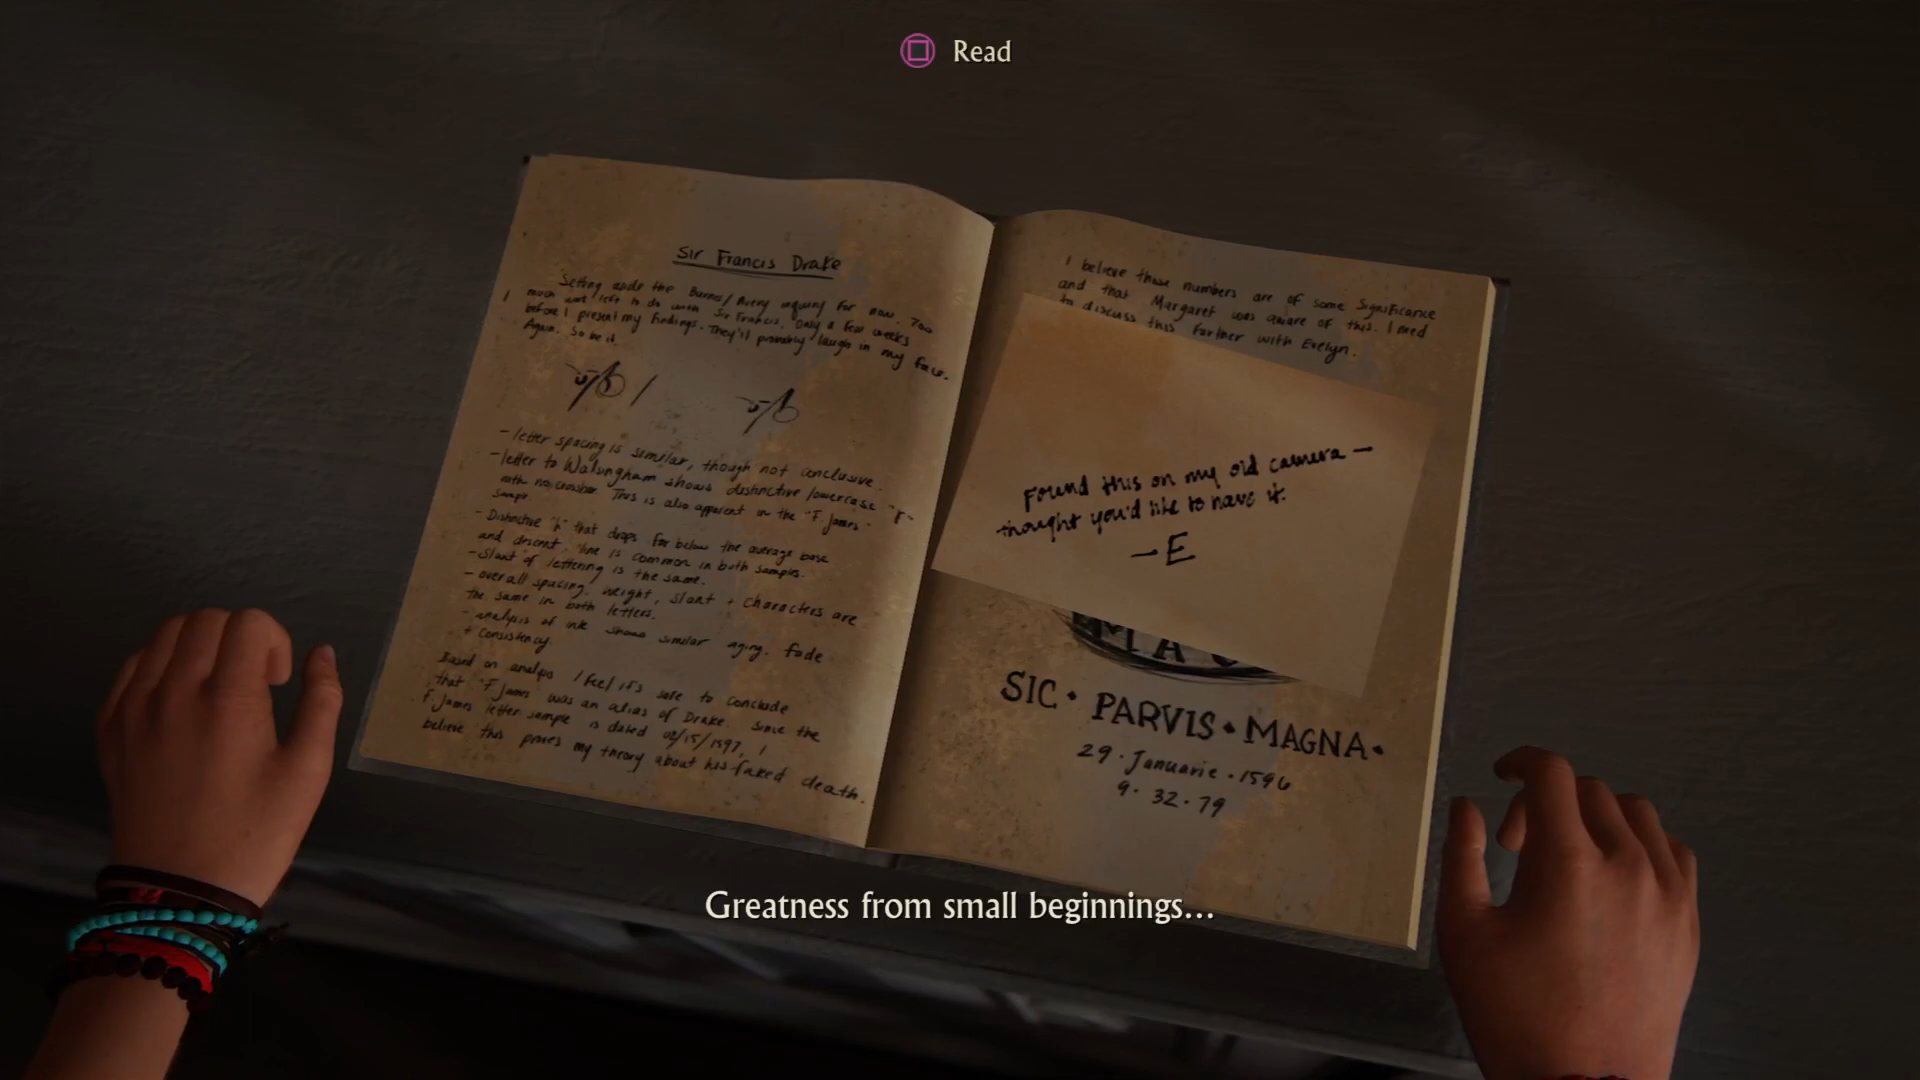 Read
Sir Francis Drake
Setting aside the Burnes/Avery inquiry for now. Too
much work left to do with Sir Francis. Only a few weeks
before I present my findings. They'll probably laugh in my face.
Again. So be it.
- letter spacing is similar, though not conclusive.
- letter to Walsingham shows distinctive lowercase "r"
with no crossbar. This is also apparent in the "F. James"
sample.
- Distinctive "h" that drops far below the average base
and descent line is common in both samples.
- Slant of lettering is the same.
- overall spacing, weight, slant + characters are
the same in both letters.
- analysis of ink shows similar aging, fade
+ consistency.
Based on analysis I feel it's safe to conclude
that "F. James" was an alias of Drake. Since the
F. James letter sample is dated 02/15/1597, I
believe this proves my theory about his faked death.
I believe these numbers are of some significance
and that Margaret was aware of this. I need
to discuss this further with Evelyn.
Found this on my old camera —
thought you'd like to have it.
— E
MAG
SIC • PARVIS • MAGNA •
29 · Januarie · 1596
9 · 32 · 79
Greatness from small beginnings...